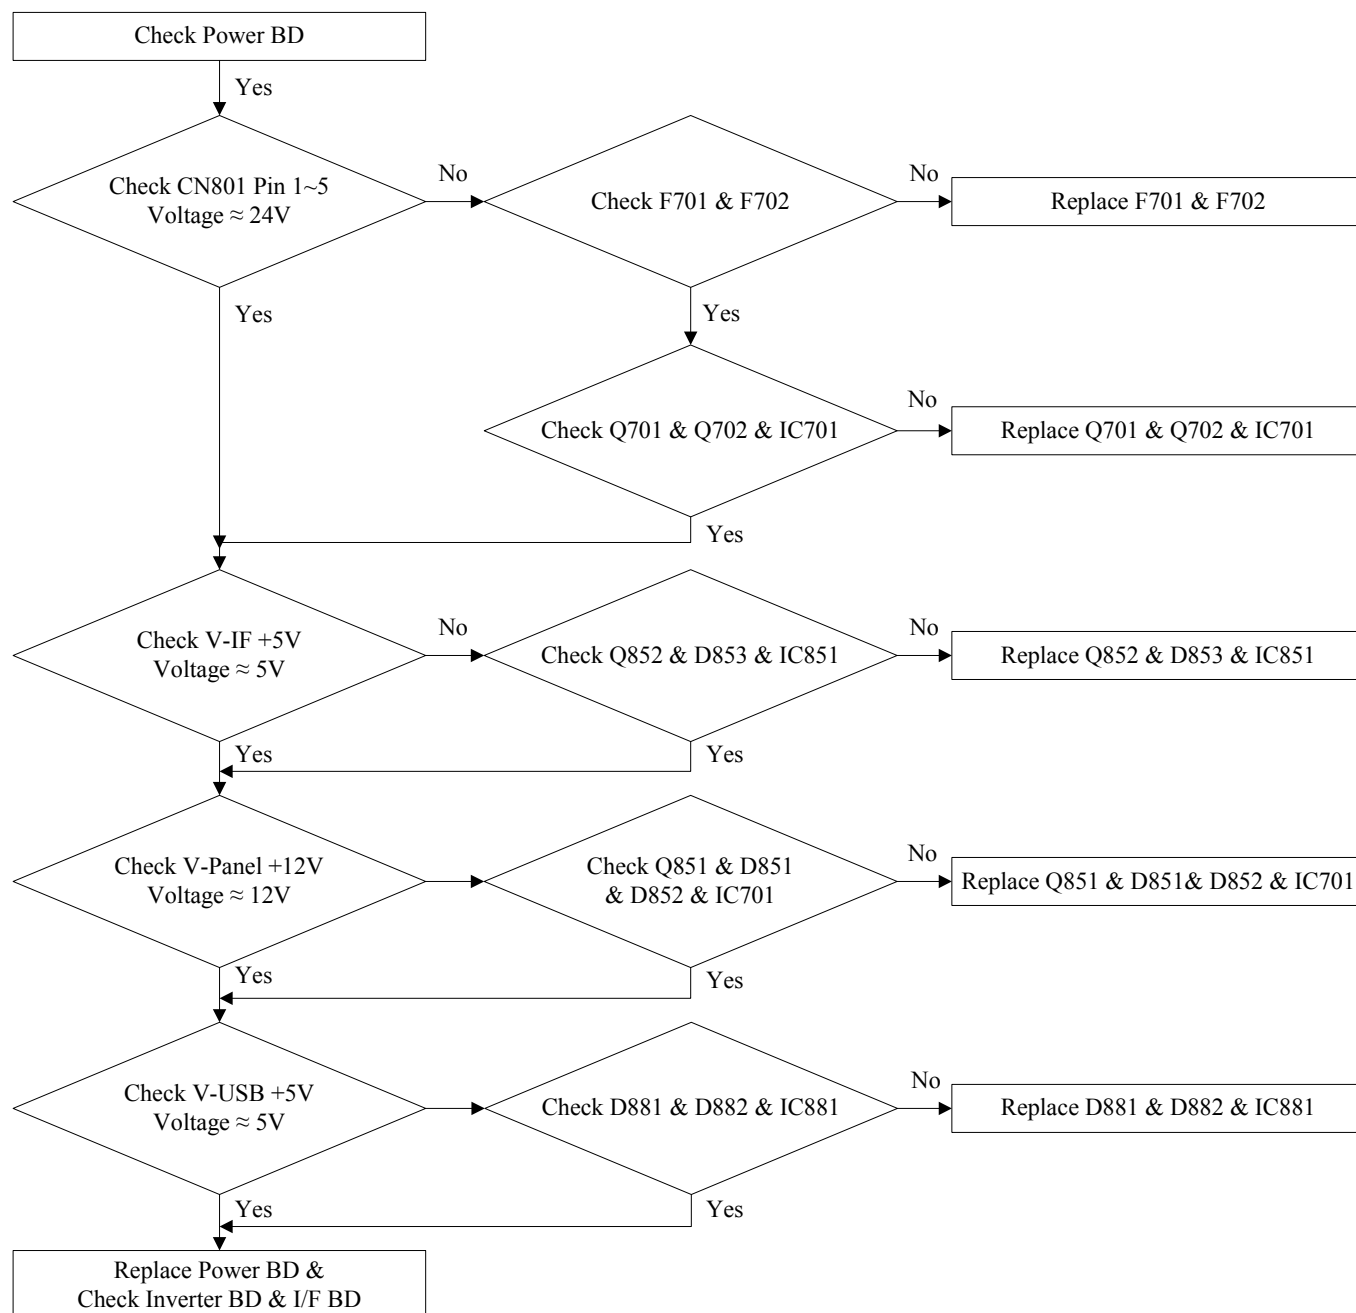 Check Power BD
Yes
Check CN801 Pin 1~5
Voltage ≈ 24V
No
Check F701 & F702
No
Replace F701 & F702
Yes
Yes
Check Q701 & Q702 & IC701
No
Replace Q701 & Q702 & IC701
Yes
Check V-IF +5V
Voltage ≈ 5V
No
Check Q852 & D853 & IC851
No
Replace Q852 & D853 & IC851
Yes
Yes
Check V-Panel +12V
Voltage ≈ 12V
Check Q851 & D851
& D852 & IC701
No
Replace Q851 & D851& D852 & IC701
Yes
Yes
Check V-USB +5V
Voltage ≈ 5V
Check D881 & D882 & IC881
No
Replace D881 & D882 & IC881
Yes
Yes
Replace Power BD &
Check Inverter BD & I/F BD